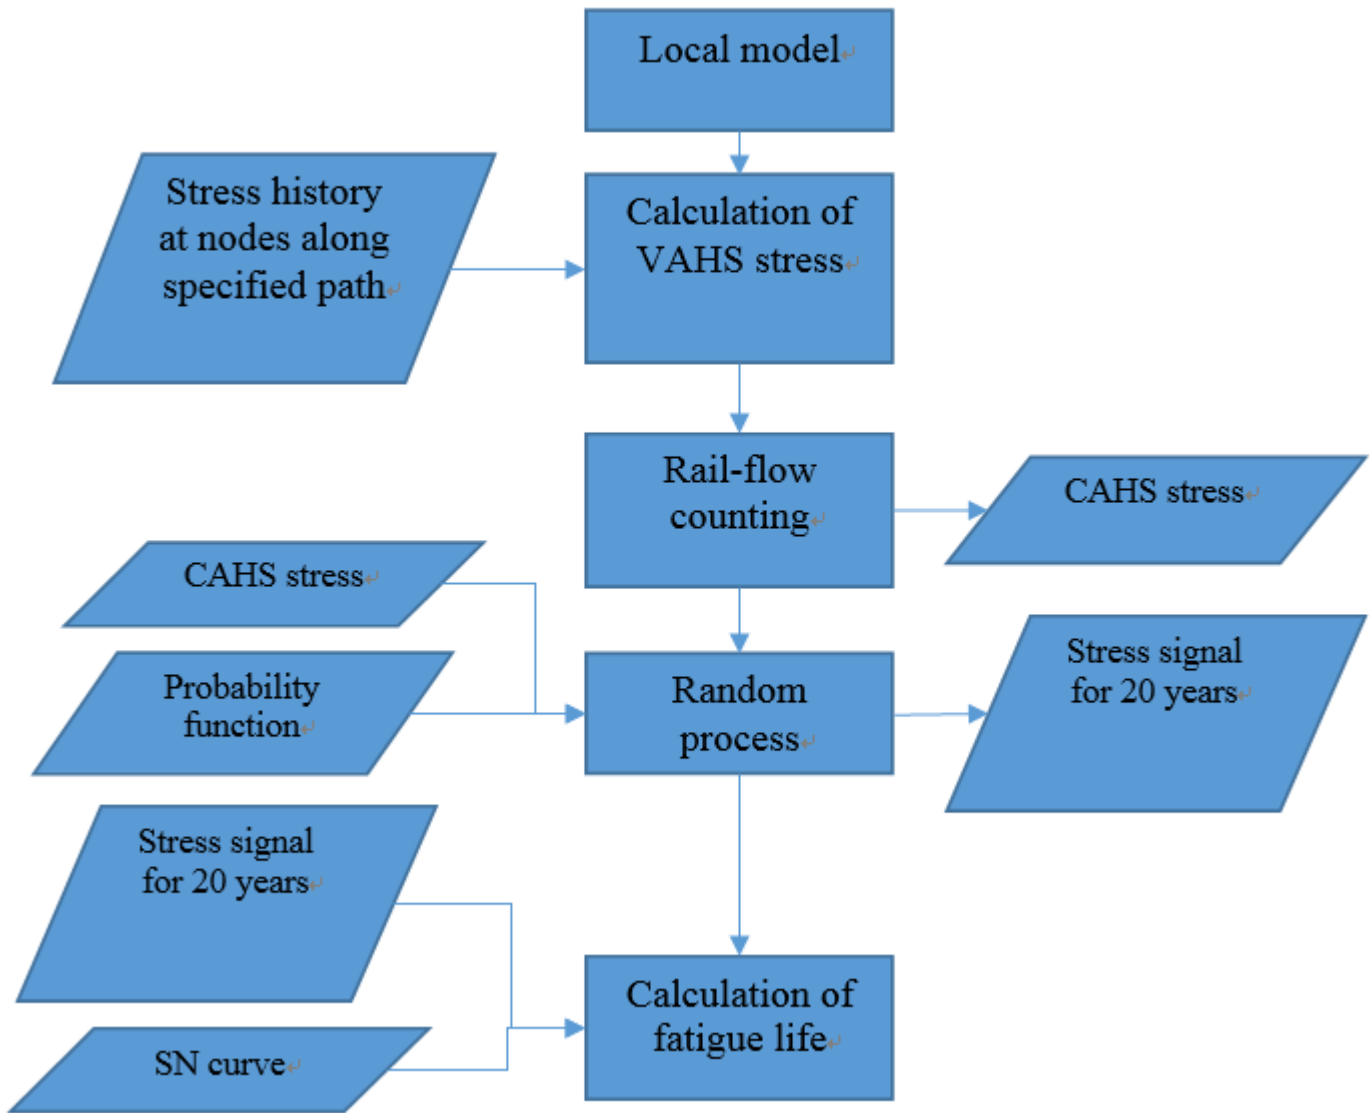 Local model
Stress history
at nodes along
specified path
Calculation of
VAHS stress
Rail-flow
counting
CAHS stress
CAHS stress
Probability
function
Random
process
Stress signal
for 20 years
Stress signal
for 20 years
SN curve
Calculation of
fatigue life